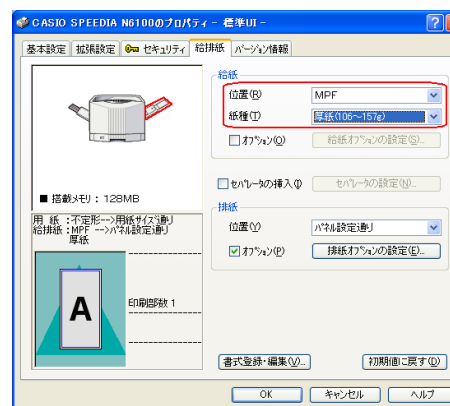 CASIO SPEEDIA N6100のプロパティ - 標準UI -
基本設定 拡張設定 セキュリティ 給排紙 バージョン情報
給紙
位置(R) MPF
紙種(T) 厚紙(106～157g)
オプション(O) 給紙オプションの設定(S)...
セパレータの挿入(I) セパレータの設定(N)...
■ 搭載メモリ : 128MB
排紙
位置(Y) パネル設定通り
オプション(P) 排紙オプションの設定(E)...
用 紙 : 不定形-->用紙サイズ通り
給排紙 : MPF -->パネル設定通り
厚紙
A
印刷部数 1
書式登録・編集(V)... 初期値に戻す(D)
OK キャンセル ヘルプ